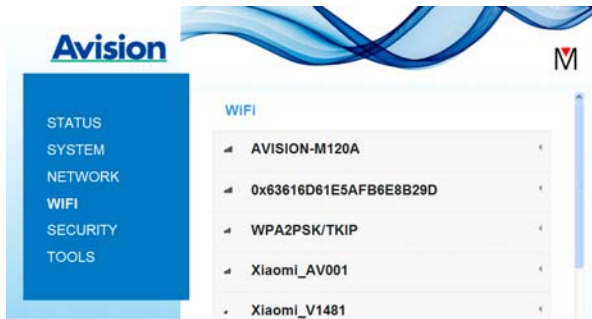 Avision
M
STATUS
SYSTEM
NETWORK
WIFI
SECURITY
TOOLS
WiFi
AVISION-M120A
0x63616D61E5AFB6E8B29D
WPA2PSK/TKIP
Xiaomi_AV001
Xiaomi_V1481